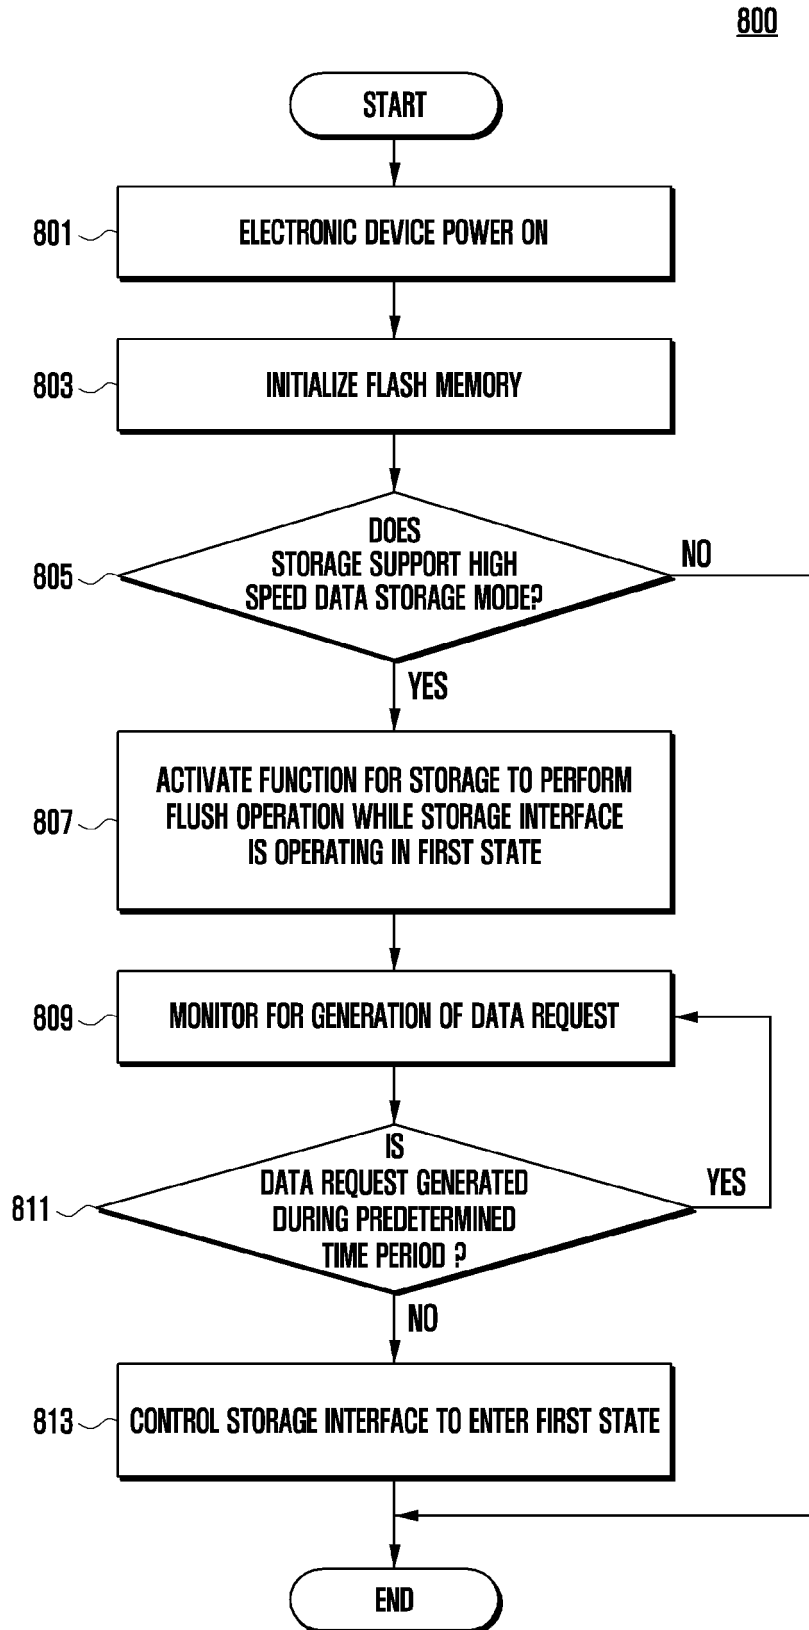 800
START
801
ELECTRONIC DEVICE POWER ON
803
INITIALIZE FLASH MEMORY
805
DOES
STORAGE SUPPORT HIGH
SPEED DATA STORAGE MODE?
NO
YES
807
ACTIVATE FUNCTION FOR STORAGE TO PERFORM
FLUSH OPERATION WHILE STORAGE INTERFACE
IS OPERATING IN FIRST STATE
809
MONITOR FOR GENERATION OF DATA REQUEST
811
IS
DATA REQUEST GENERATED
DURING PREDETERMINED
TIME PERIOD ?
YES
NO
813
CONTROL STORAGE INTERFACE TO ENTER FIRST STATE
END